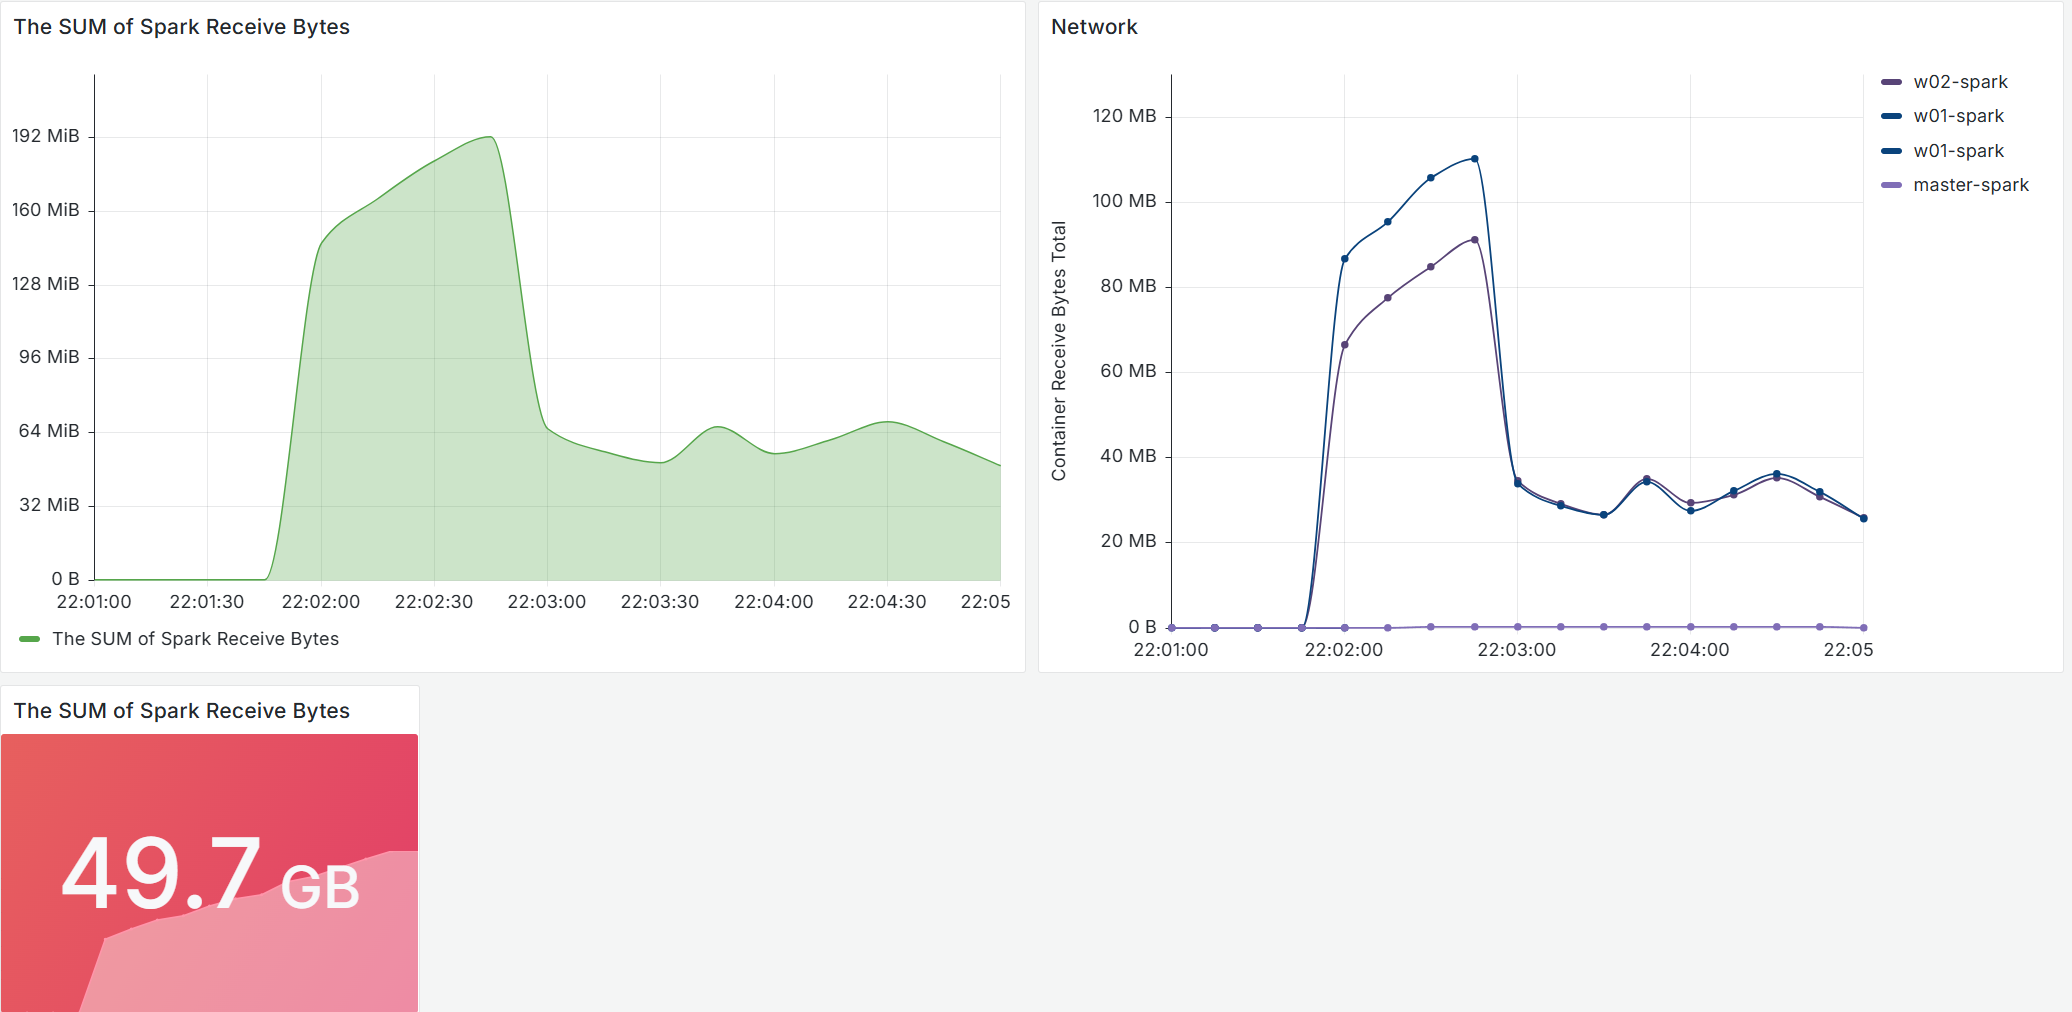 The SUM of Spark Receive Bytes
192 MiB
160 MiB
128 MiB
96 MiB
64 MiB
32 MiB
0 B
22:01:00 22:01:30 22:02:00 22:02:30 22:03:00 22:03:30 22:04:00 22:04:30 22:05
The SUM of Spark Receive Bytes
Network
Container Receive Bytes Total
120 MB
100 MB
80 MB
60 MB
40 MB
20 MB
0 B
22:01:00 22:02:00 22:03:00 22:04:00 22:05
w02-spark
w01-spark
w01-spark
master-spark
The SUM of Spark Receive Bytes
49.7 GB